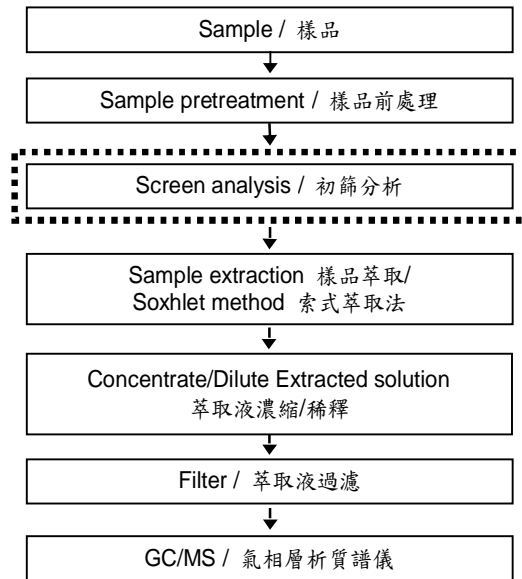 Sample / 樣品
Sample pretreatment / 樣品前處理
Screen analysis / 初篩分析
Sample extraction 樣品萃取/
Soxhlet method 索式萃取法
Concentrate/Dilute Extracted solution
萃取液濃縮/稀釋
Filter / 萃取液過濾
GC/MS / 氣相層析質譜儀